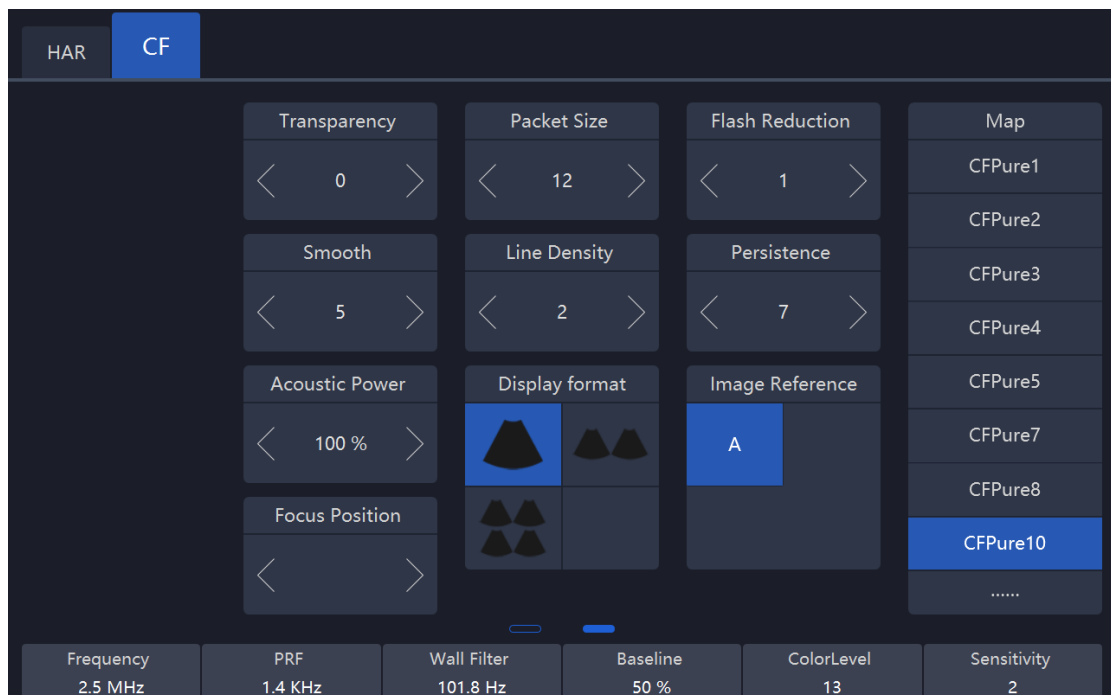 HAR
CF
Transparency
0
Packet Size
12
Flash Reduction
1
Smooth
5
Line Density
2
Persistence
7
Acoustic Power
100 %
Display format
Image Reference
A
Focus Position
Map
CFPure1
CFPure2
CFPure3
CFPure4
CFPure5
CFPure7
CFPure8
CFPure10
......
Frequency
2.5 MHz
PRF
1.4 KHz
Wall Filter
101.8 Hz
Baseline
50 %
ColorLevel
13
Sensitivity
2